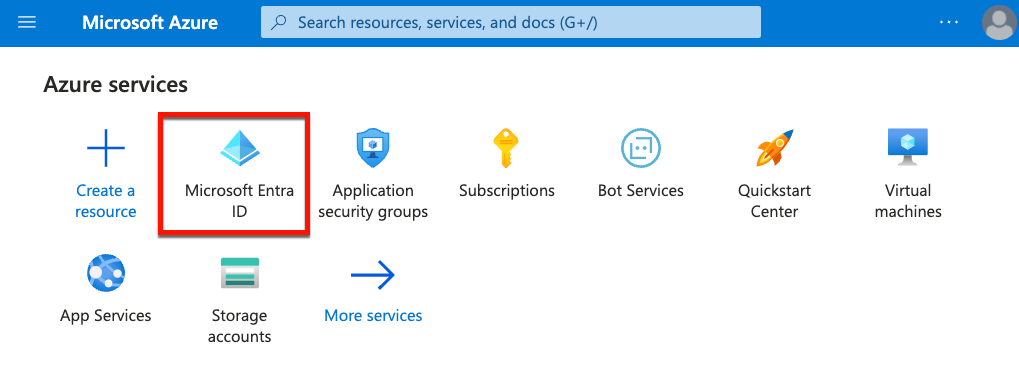 Microsoft Azure
Search resources, services, and docs (G+/)
Azure services
Create a
resource
Microsoft Entra
ID
Application
security groups
Subscriptions
Bot Services
Quickstart
Center
Virtual
machines
App Services
Storage
accounts
More services